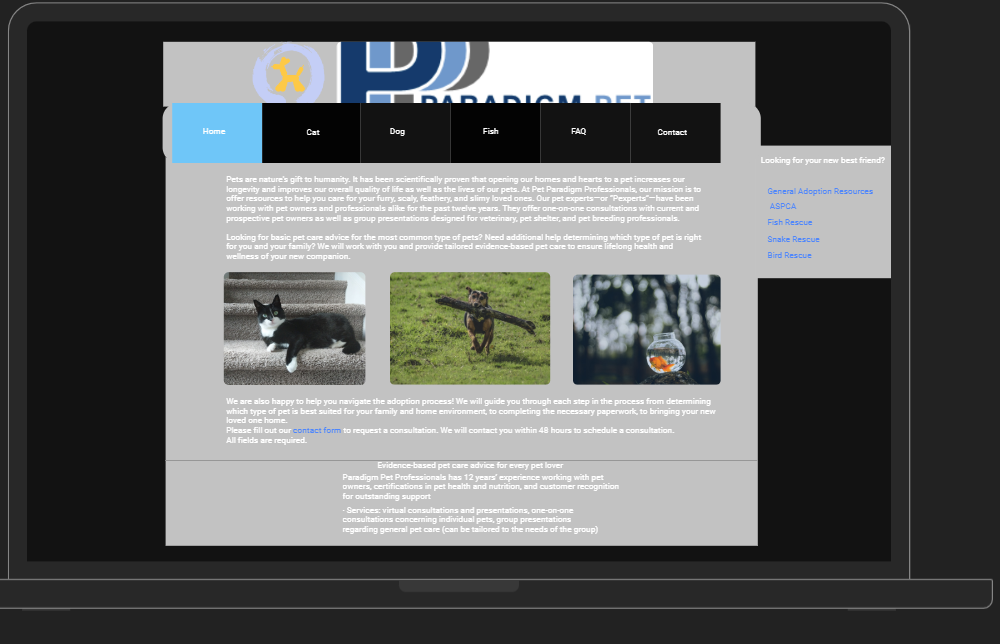 PARADIGM PET
Home
Cat
Dog
Fish
FAQ
Contact
Looking for your new best friend?
General Adoption Resources
ASPCA
Fish Rescue
Snake Rescue
Bird Rescue
Pets are nature's gift to humanity. It has been scientifically proven that opening our homes and hearts to a pet increases our
longevity and improves our overall quality of life as well as the lives of our pets. At Pet Paradigm Professionals, our mission is to
offer resources to help you care for your furry, scaly, feathery, and slimy loved ones. Our pet experts—or "Pexperts"—have been
working with pet owners and professionals alike for the past twelve years. They offer one-on-one consultations with current and
prospective pet owners as well as group presentations designed for veterinary, pet shelter, and pet breeding professionals.
Looking for basic pet care advice for the most common type of pets? Need additional help determining which type of pet is right
for you and your family? We will work with you and provide tailored evidence-based pet care to ensure lifelong health and
wellness of your new companion.
We are also happy to help you navigate the adoption process! We will guide you through each step in the process from determining
which type of pet is best suited for your family and home environment, to completing the necessary paperwork, to bringing your new
loved one home.
Please fill out our contact form to request a consultation. We will contact you within 48 hours to schedule a consultation.
All fields are required.
Evidence-based pet care advice for every pet lover
Paradigm Pet Professionals has 12 years' experience working with pet
owners, certifications in pet health and nutrition, and customer recognition
for outstanding support
· Services: virtual consultations and presentations, one-on-one
consultations concerning individual pets, group presentations
regarding general pet care (can be tailored to the needs of the group)